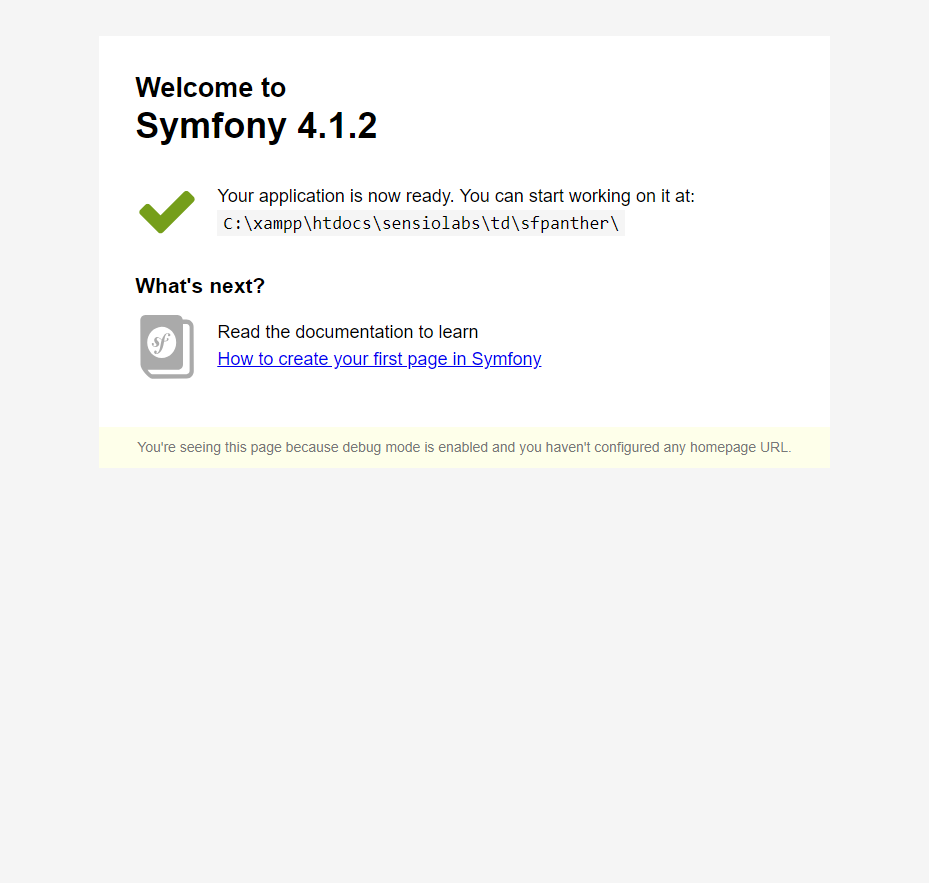 Welcome to
Symfony 4.1.2
Your application is now ready. You can start working on it at:
C:\xampp\htdocs\sensiolabs\td\sfpanther\
What's next?
sf
Read the documentation to learn
How to create your first page in Symfony
You're seeing this page because debug mode is enabled and you haven't configured any homepage URL.